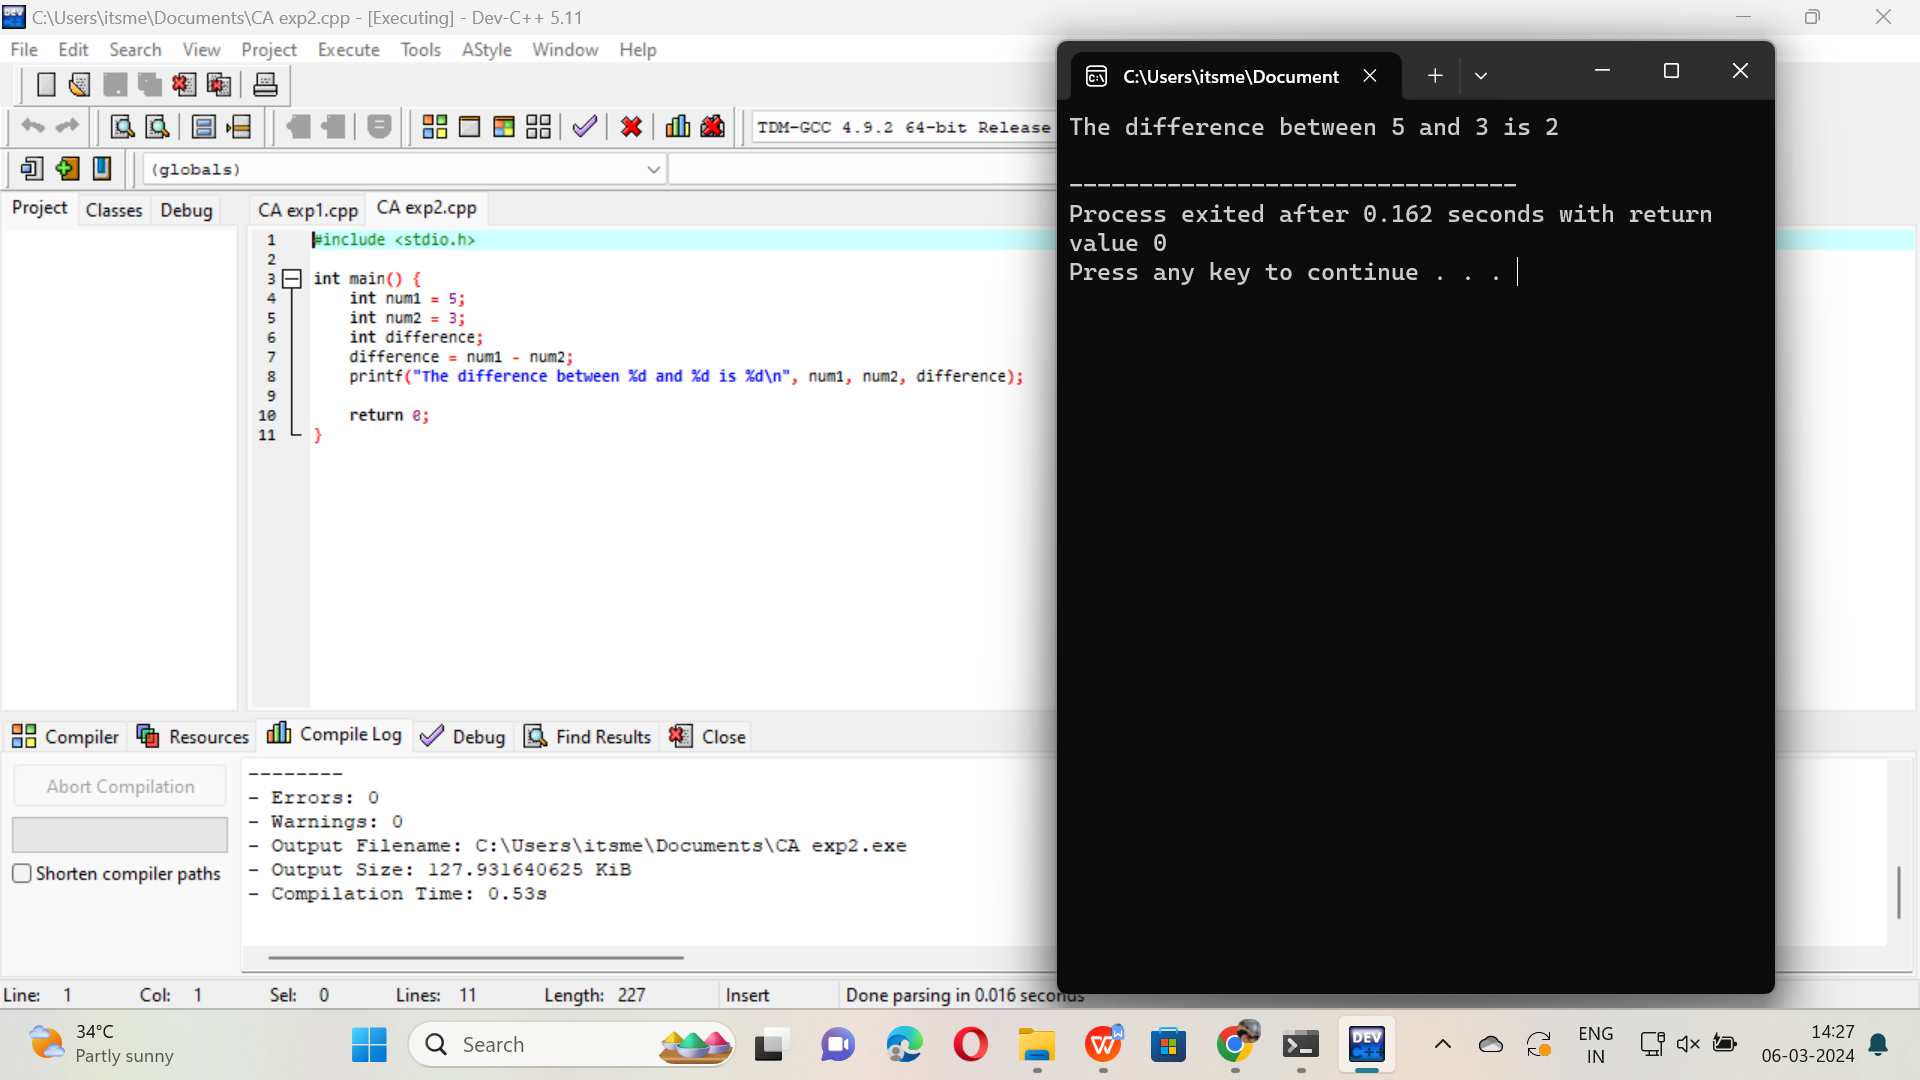 C:\Users\itsme\Documents\CA exp2.cpp - [Executing] - Dev-C++ 5.11
File Edit Search View Project Execute Tools AStyle Window Help
TDM-GCC 4.9.2 64-bit Release
(globals)
Project Classes Debug
CA exp1.cpp CA exp2.cpp
1 #include <stdio.h>
2
3 int main() {
4 int num1 = 5;
5 int num2 = 3;
6 int difference;
7 difference = num1 - num2;
8 printf("The difference between %d and %d is %d\n", num1, num2, difference);
9
10 return 0;
11 }
C:\Users\itsme\Document
The difference between 5 and 3 is 2
--------------------------------
Process exited after 0.162 seconds with return
value 0
Press any key to continue . . .
Compiler Resources Compile Log Debug Find Results Close
Abort Compilation
Shorten compiler paths
--------
- Errors: 0
- Warnings: 0
- Output Filename: C:\Users\itsme\Documents\CA exp2.exe
- Output Size: 127.931640625 KiB
- Compilation Time: 0.53s
Line: 1 Col: 1 Sel: 0 Lines: 11 Length: 227 Insert Done parsing in 0.016 seconds
34°C
Partly sunny
Search
DEV
C++
ENG
IN
14:27
06-03-2024